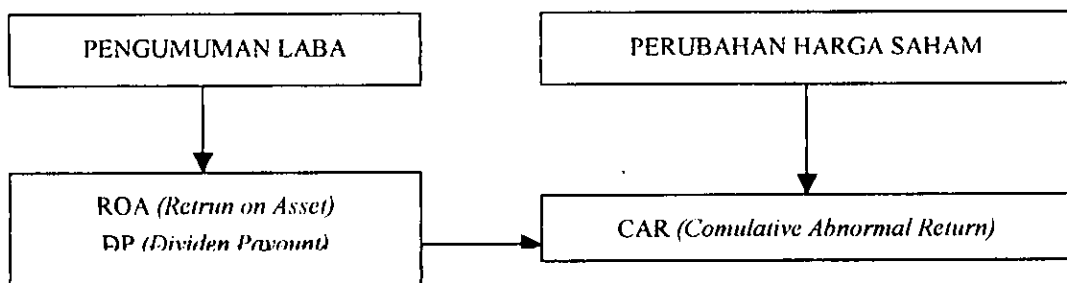 PENGUMUMAN LABA
PERUBAHAN HARGA SAHAM
ROA (Retrun on Asset)
DP (Dividen Payount)
CAR (Comulative Abnormal Return)